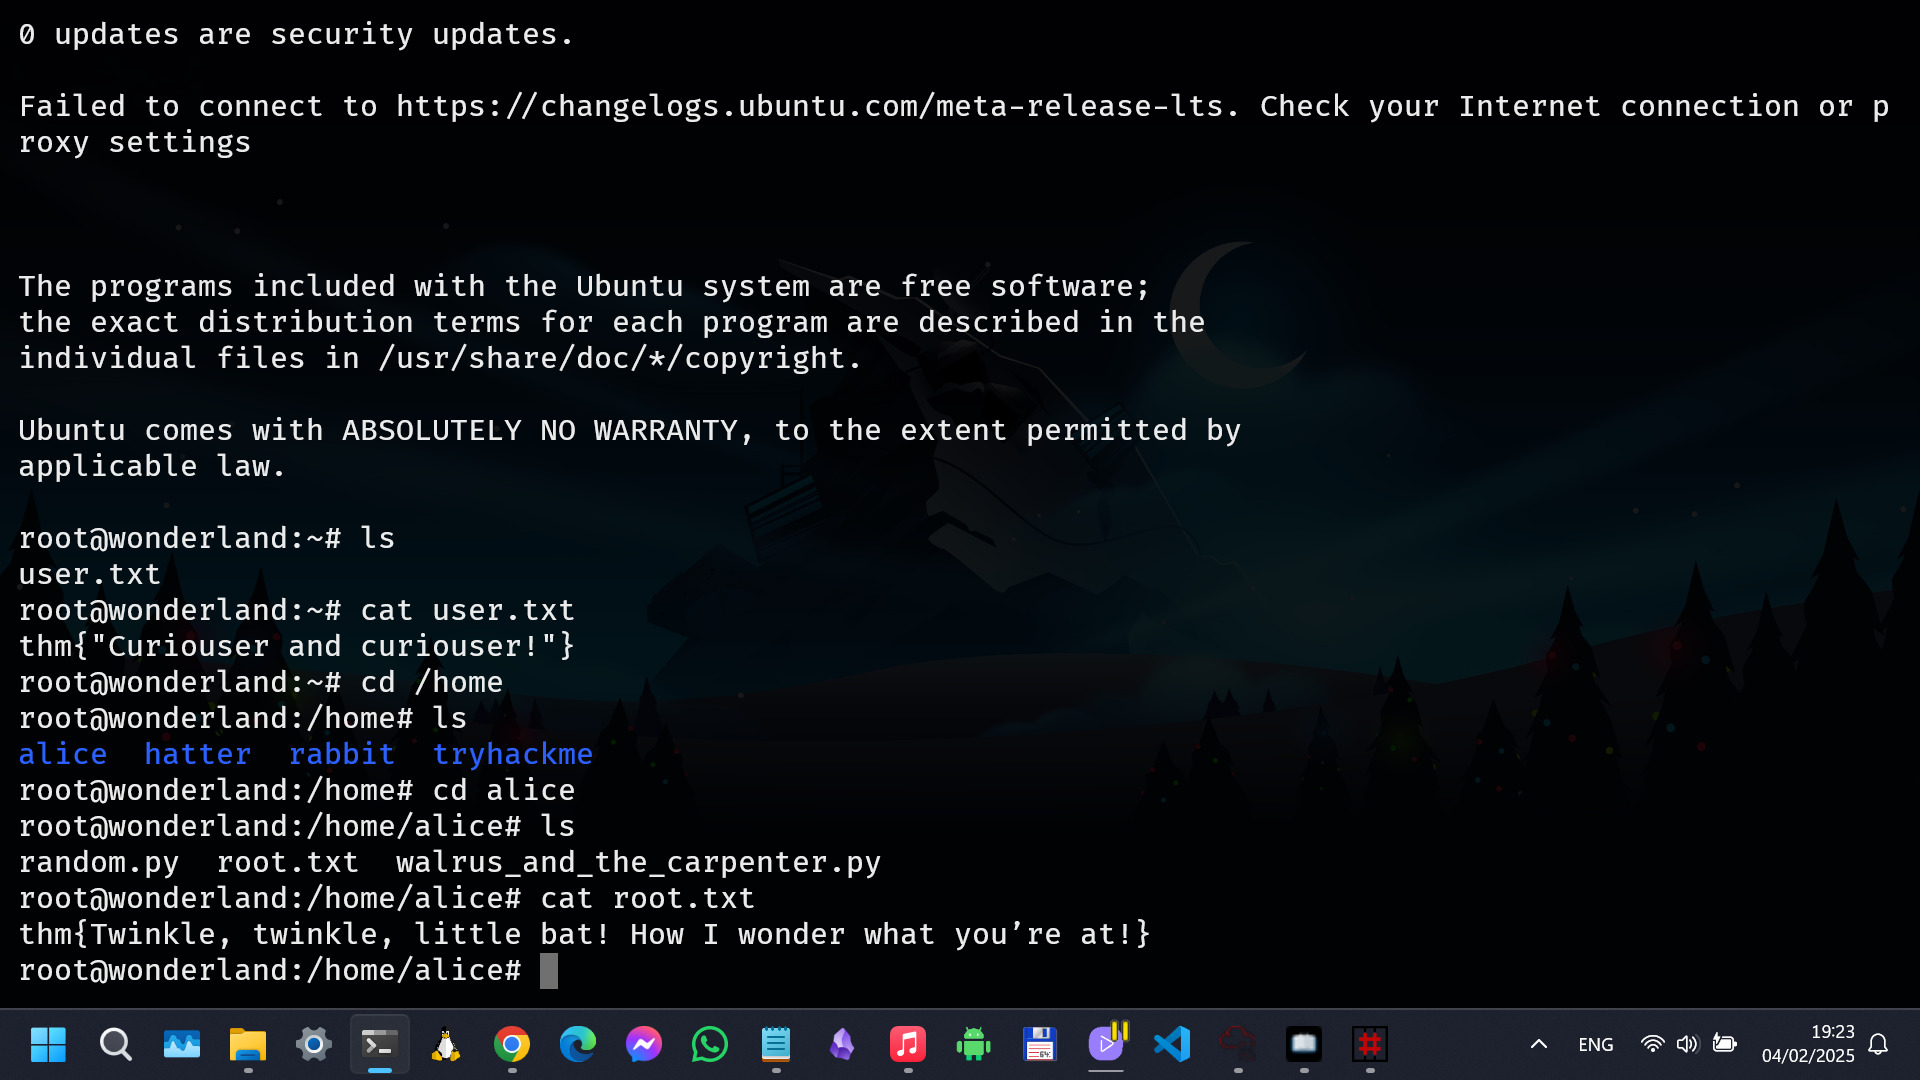 0 updates are security updates.
Failed to connect to https://changelogs.ubuntu.com/meta-release-lts. Check your Internet connection or p
roxy settings
The programs included with the Ubuntu system are free software;
the exact distribution terms for each program are described in the
individual files in /usr/share/doc/*/copyright.
Ubuntu comes with ABSOLUTELY NO WARRANTY, to the extent permitted by
applicable law.
root@wonderland:~# ls
user.txt
root@wonderland:~# cat user.txt
thm{"Curiouser and curiouser!"}
root@wonderland:~# cd /home
root@wonderland:/home# ls
alice  hatter  rabbit  tryhackme
root@wonderland:/home# cd alice
root@wonderland:/home/alice# ls
random.py  root.txt  walrus_and_the_carpenter.py
root@wonderland:/home/alice# cat root.txt
thm{Twinkle, twinkle, little bat! How I wonder what you’re at!}
root@wonderland:/home/alice#
64
ENG
19:23
04/02/2025